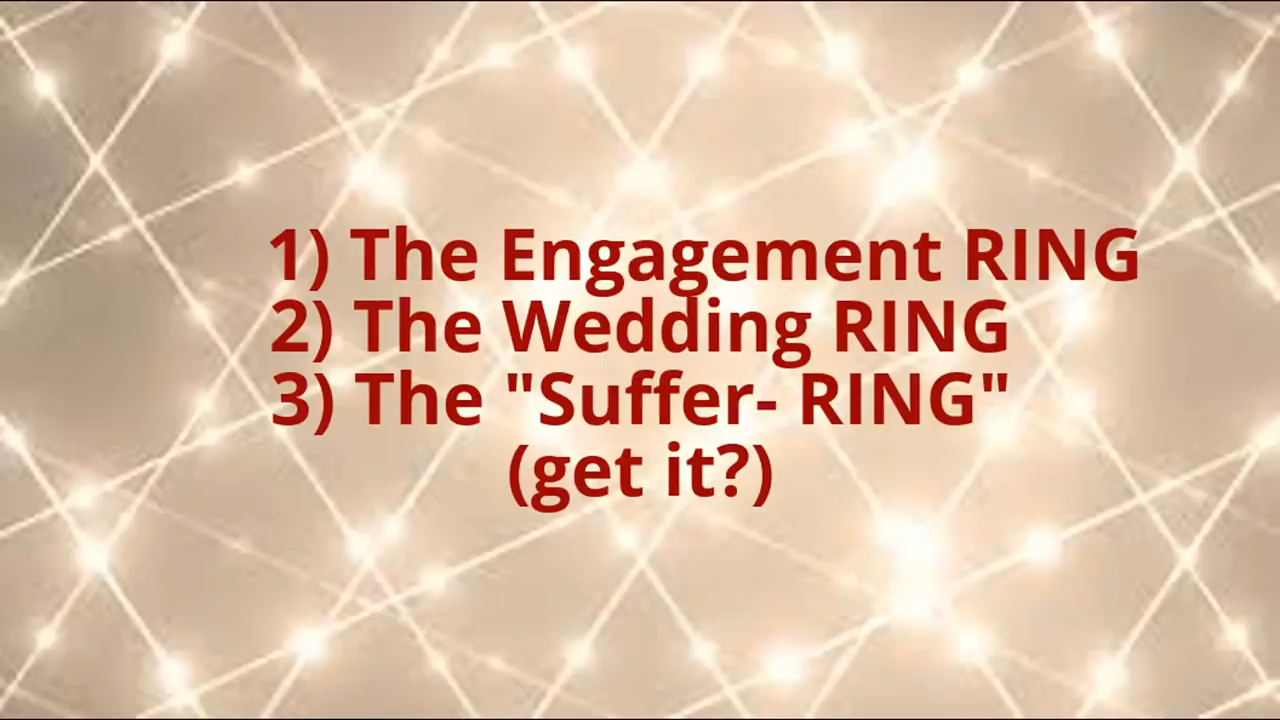 1) The Engagement RING
2) The Wedding RING
3) The "Suffer- RING"
(get it?)